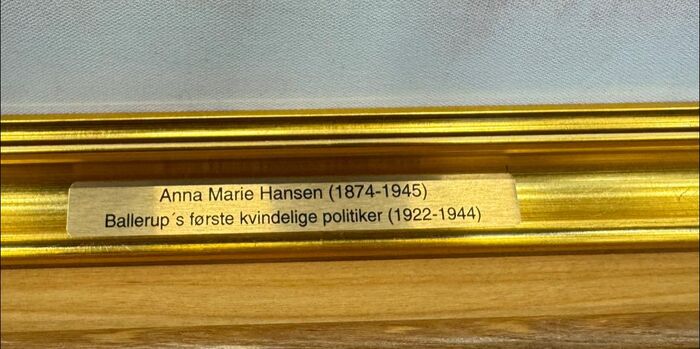 Anna Marie Hansen (1874-1945)
Ballerup´s første kvindelige politiker (1922-1944)